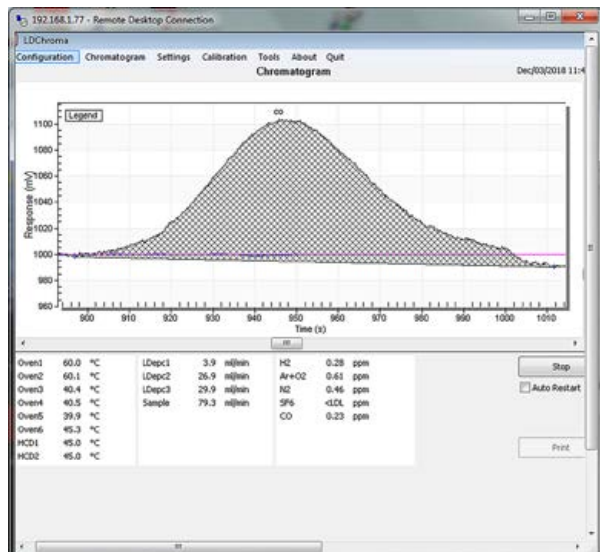 192.168.1.77 - Remote Desktop Connection
LDChroma
Configuration Chromatogram Settings Calibration Tools About Quit
Chromatogram
Dec/03/2018 11:4
Legend
CO
Response (mV)
1100
1080
1060
1040
1020
1000
980
960
900 910 920 930 940 950 960 970 980 990 1000 1010
Time (s)
Oven1 60.0 °C LDepc1 3.9 ml/min H2 0.28 ppm
Oven2 60.1 °C LDepc2 26.9 ml/min Ar+O2 0.61 ppm
Oven3 40.4 °C LDepc3 29.9 ml/min N2 0.46 ppm
Oven4 40.5 °C Sample 79.3 ml/min SF6 <LDL ppm
Oven5 39.9 °C CO 0.23 ppm
Oven6 45.3 °C
HCD1 45.0 °C
HCD2 45.0 °C
Stop
Auto Restart
Print